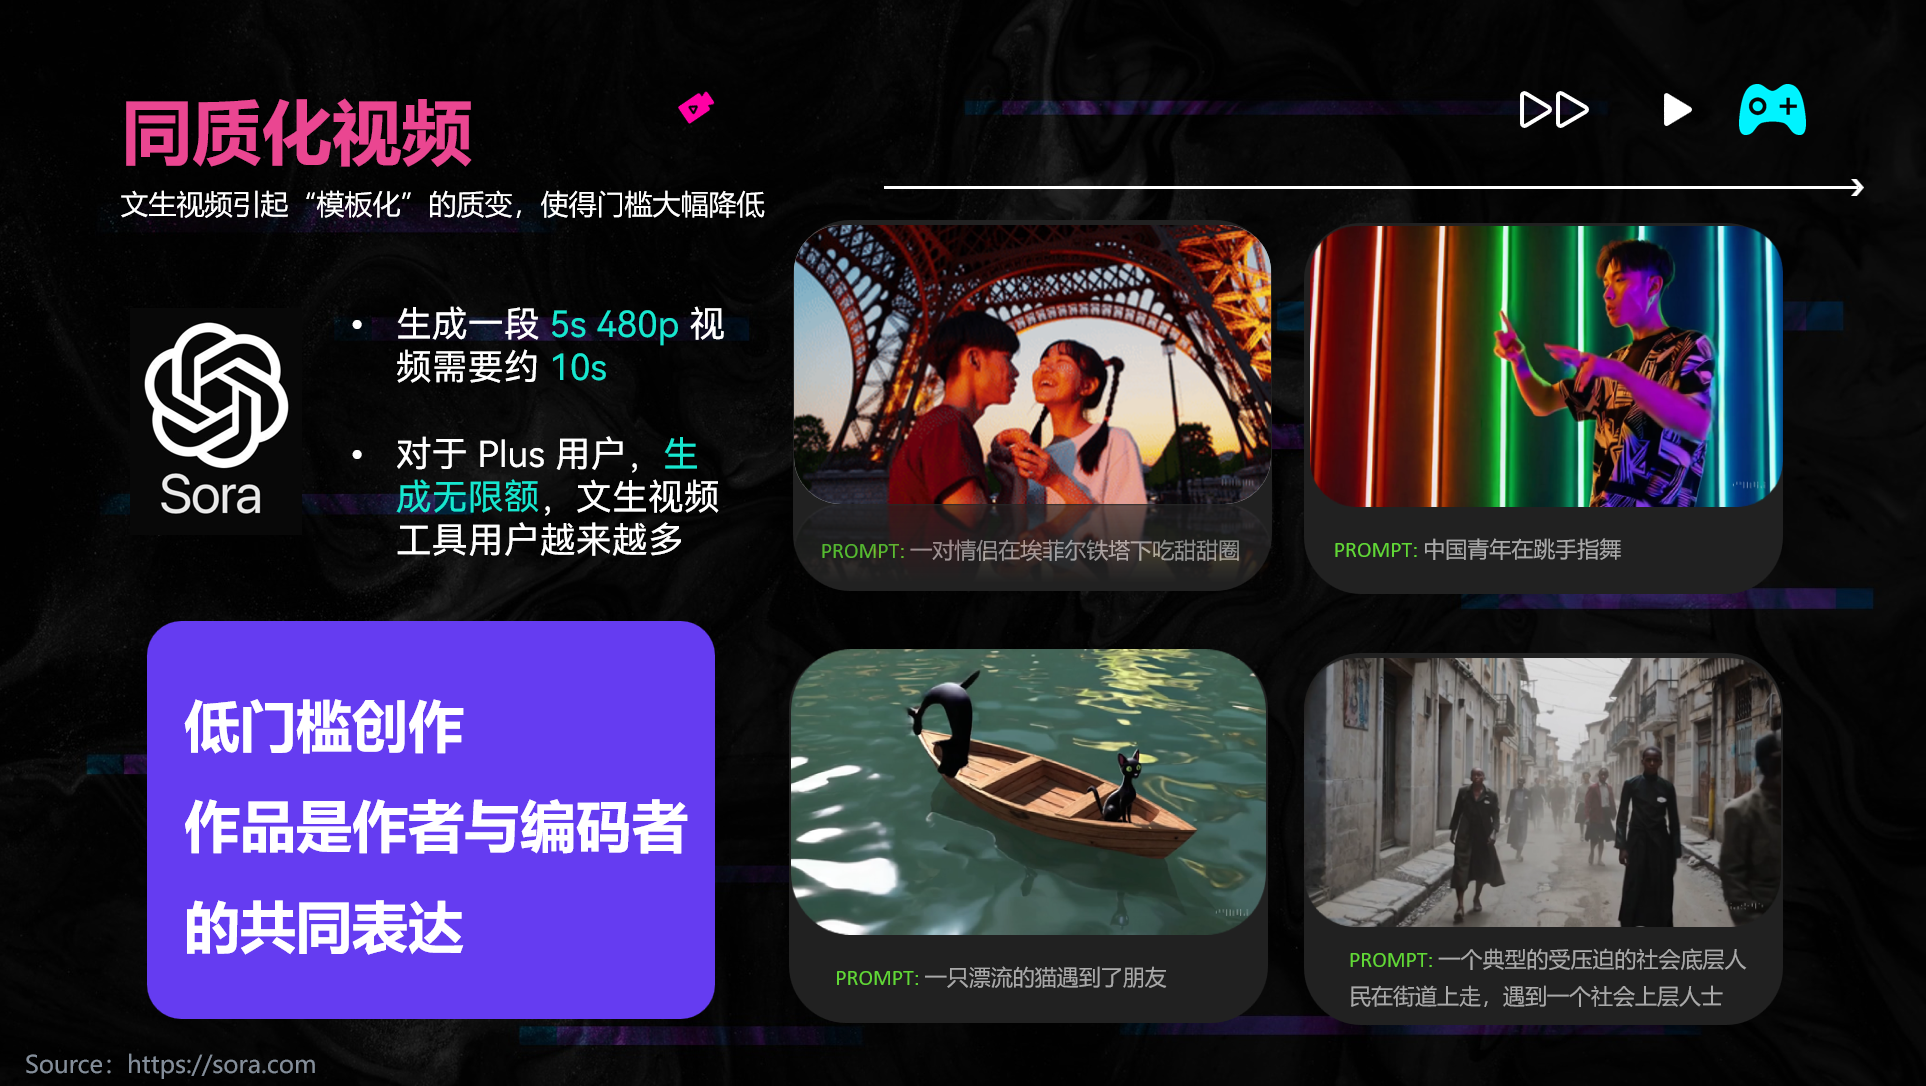 同质化视频
文生视频引起“模板化”的质变，使得门槛大幅降低
Sora
• 生成一段 5s 480p 视
频需要约 10s
• 对于 Plus 用户，生
成无限额，文生视频
工具用户越来越多
低门槛创作
作品是作者与编码者
的共同表达
PROMPT: 一对情侣在埃菲尔铁塔下吃甜甜圈
PROMPT: 中国青年在跳手指舞
PROMPT: 一只漂流的猫遇到了朋友
PROMPT: 一个典型的受压迫的社会底层人
民在街道上走，遇到一个社会上层人士
Source：https://sora.com